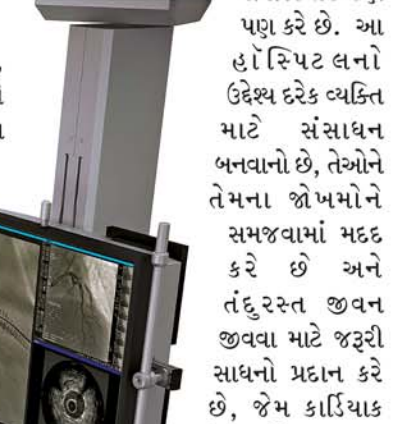 પણ કરે છે. આ
હૉસ્પિટલનો
ઉદ્દેશ્ય દરેક વ્યક્તિ
માટે સંસાધન
બનવાનો છે, તેઓને
તેમના જોખમોને
સમજવામાં મદદ
કરે છે અને
તંદુરસ્ત જીવન
જીવવા માટે જરૂરી
સાધનો પ્રદાન કરે
છે, જેમ કાર્ડિયાક